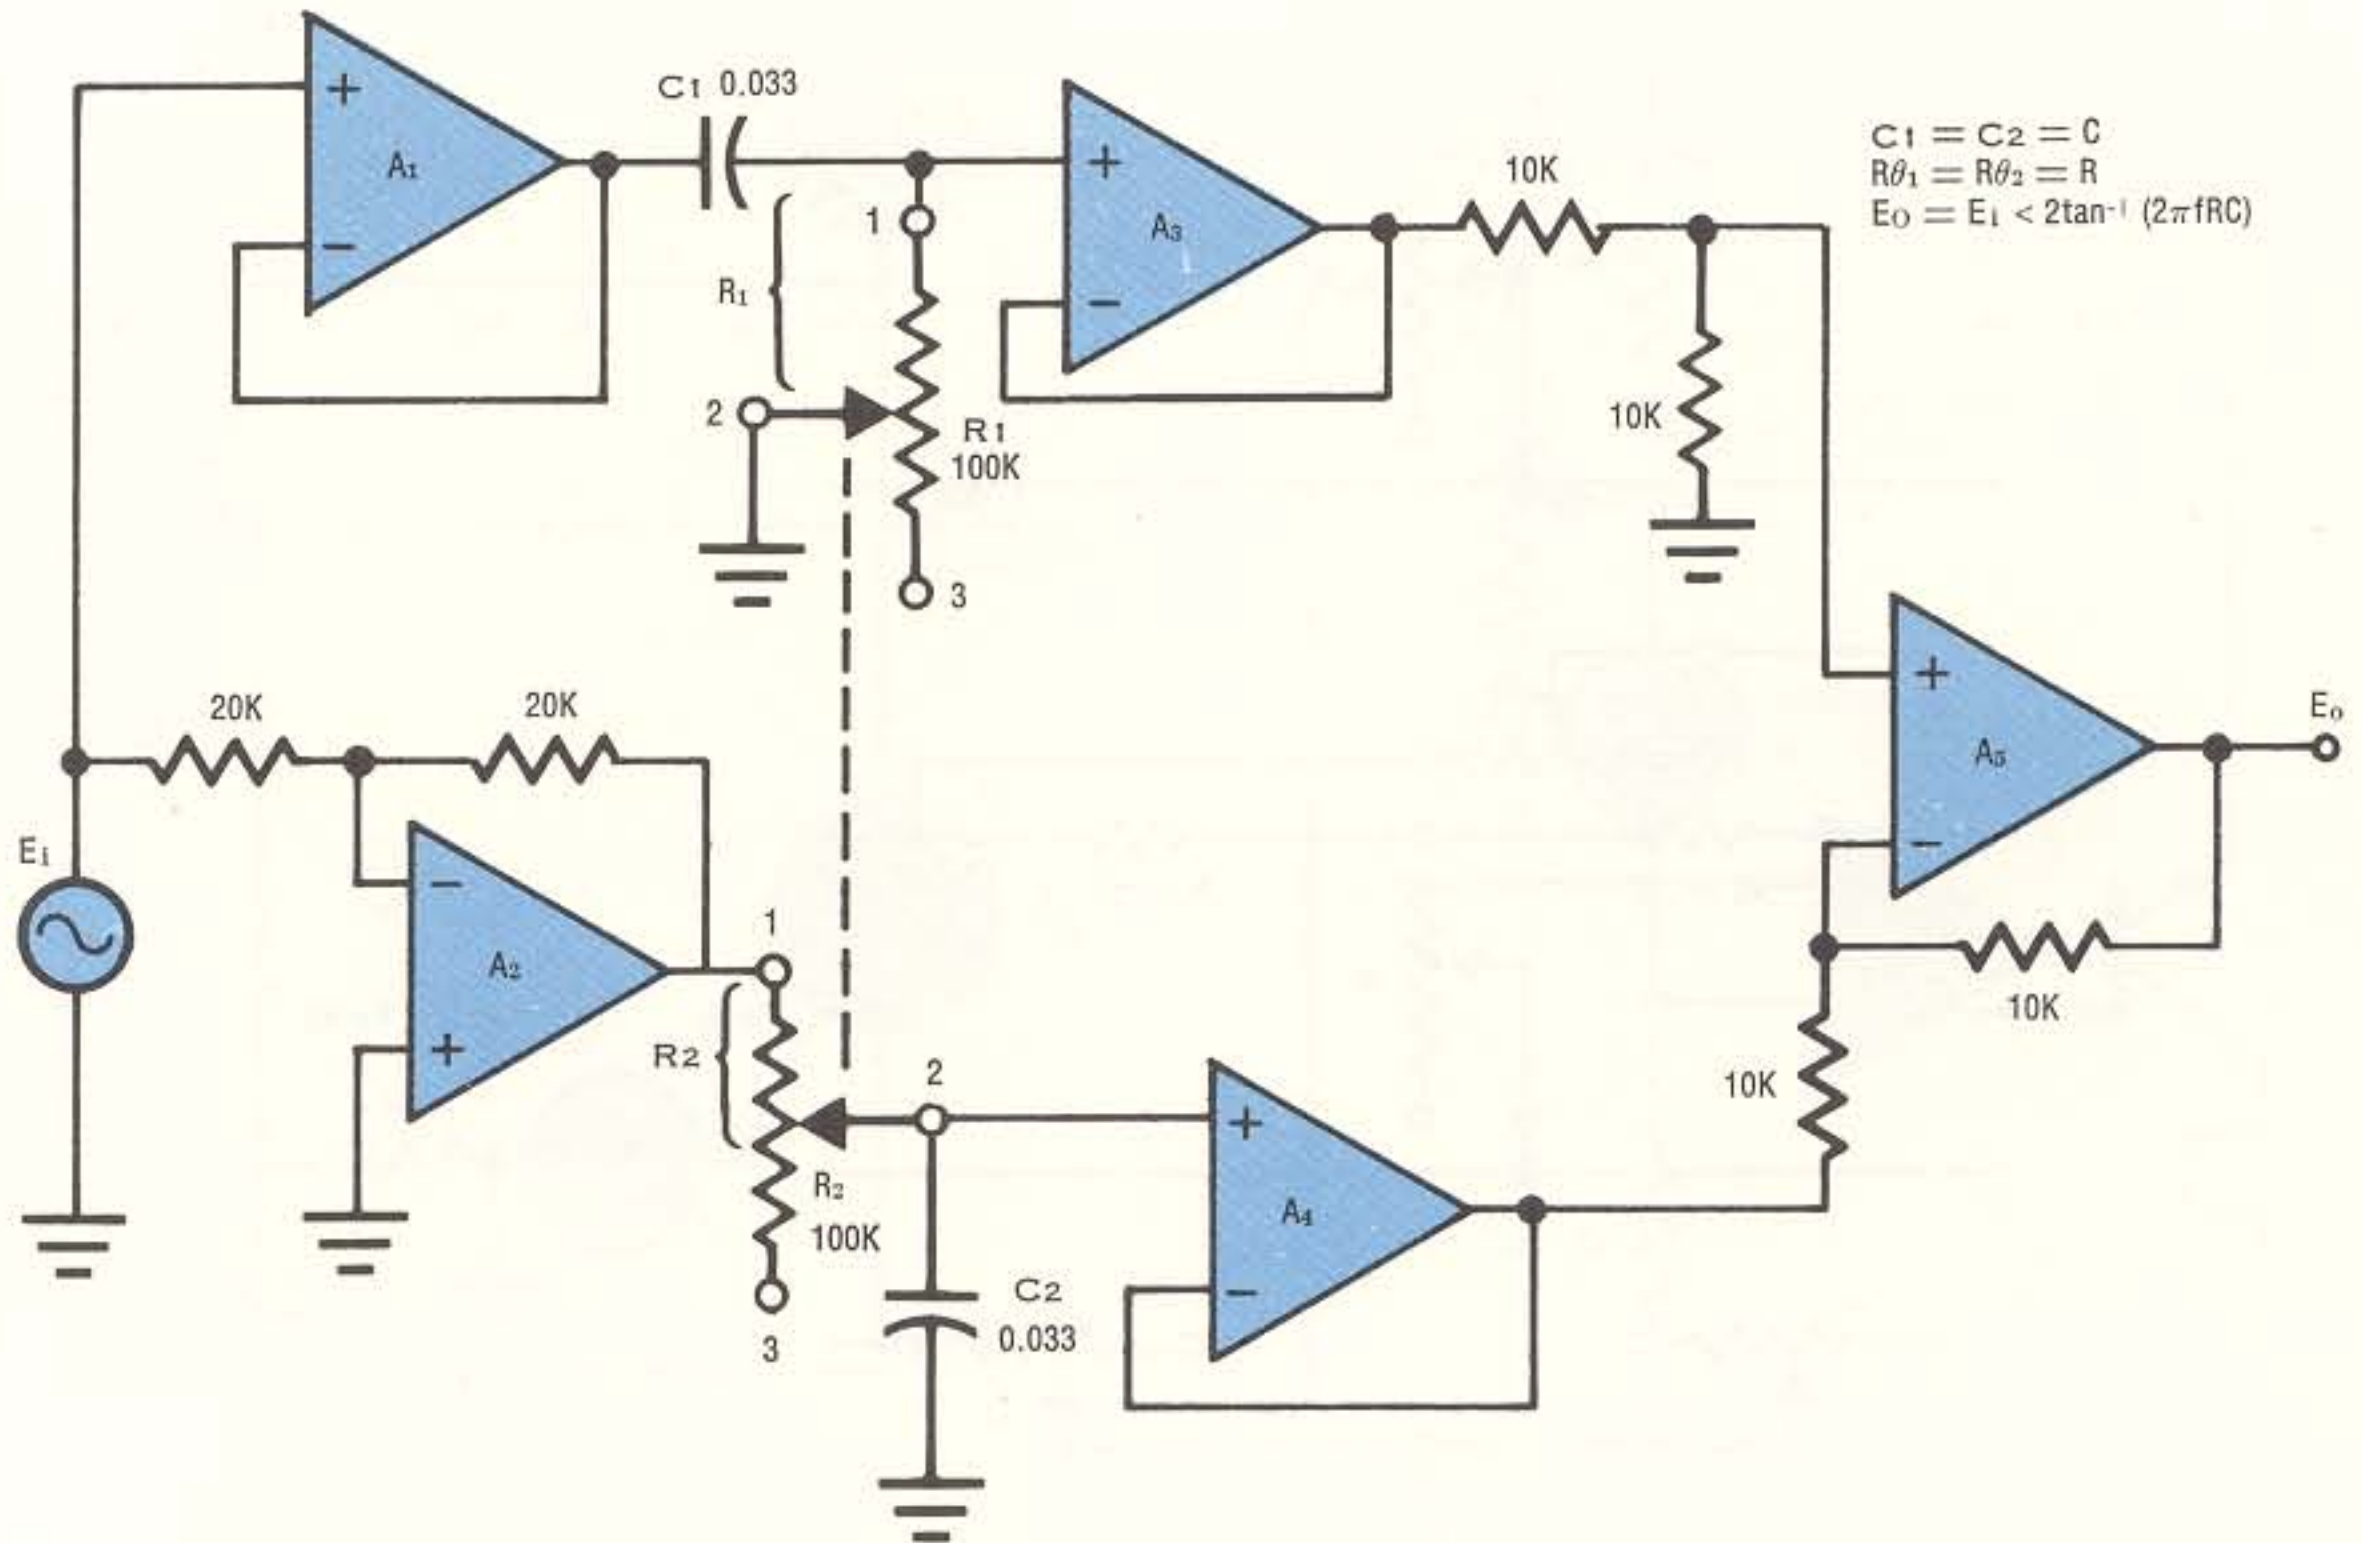 C1 0.033
+
A₁
−
+
A₃
−
10K
C1 = C2 = C
Rθ₁ = Rθ₂ = R
Eo = Ei < 2tan⁻¹ (2πfRC)
1
R₁
2
R1
100K
3
10K
20K
20K
Ei
−
A₂
+
1
R2
2
R₂
100K
3
C2
0.033
+
A₄
−
+
A₅
−
Eo
10K
10K